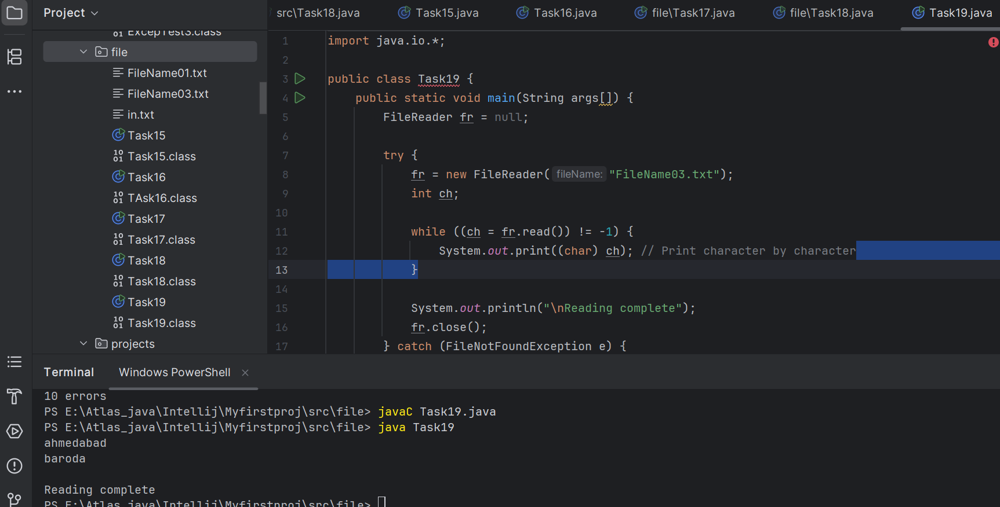 Project
src\Task18.java
Task15.java
Task16.java
file\Task17.java
file\Task18.java
Task19.java
ExcepTest3.class
file
FileName01.txt
FileName03.txt
in.txt
Task15
Task15.class
Task16
TAsk16.class
Task17
Task17.class
Task18
Task18.class
Task19
Task19.class
projects
1 import java.io.*;
2
3 public class Task19 {
4 public static void main(String args[]) {
5 FileReader fr = null;
6
7 try {
8 fr = new FileReader( fileName: "FileName03.txt");
9 int ch;
10
11 while ((ch = fr.read()) != -1) {
12 System.out.print((char) ch); // Print character by character
13 }
14
15 System.out.println("\nReading complete");
16 fr.close();
17 } catch (FileNotFoundException e) {
Terminal
Windows PowerShell
10 errors
PS E:\Atlas_java\Intellij\Myfirstproj\src\file> javaC Task19.java
PS E:\Atlas_java\Intellij\Myfirstproj\src\file> java Task19
ahmedabad
baroda
Reading complete
PS E:\Atlas_java\Intellij\Myfirstproj\src\file>